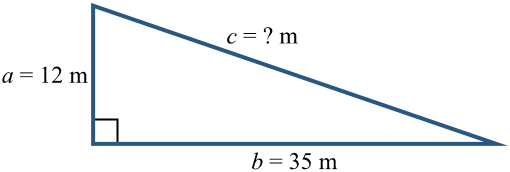 c = ? m
a = 12 m
b = 35 m